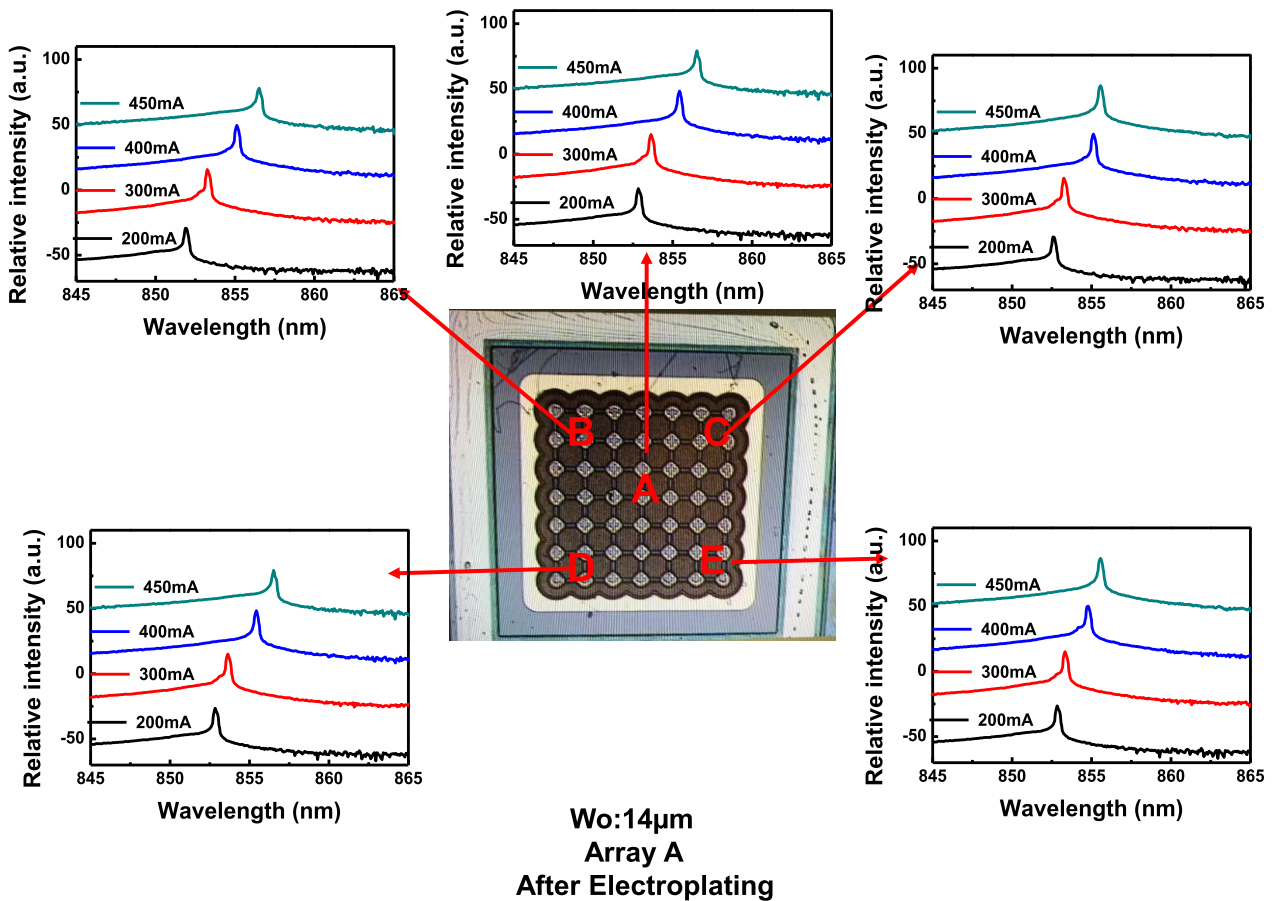 Relative intensity (a.u.)
100
50
0
-50
450mA
400mA
300mA
200mA
845 850 855 860 865
Wavelength (nm)
Relative intensity (a.u.)
100
50
0
-50
450mA
400mA
300mA
200mA
845 850 855 860 865
Wavelength (nm)
Relative intensity (a.u.)
100
50
0
-50
450mA
400mA
300mA
200mA
845 850 855 860 865
Wavelength (nm)
B
C
A
D
E
Relative intensity (a.u.)
100
50
0
-50
450mA
400mA
300mA
200mA
845 850 855 860 865
Wavelength (nm)
Relative intensity (a.u.)
100
50
0
-50
450mA
400mA
300mA
200mA
845 850 855 860 865
Wavelength (nm)
Wo:14μm
Array A
After Electroplating